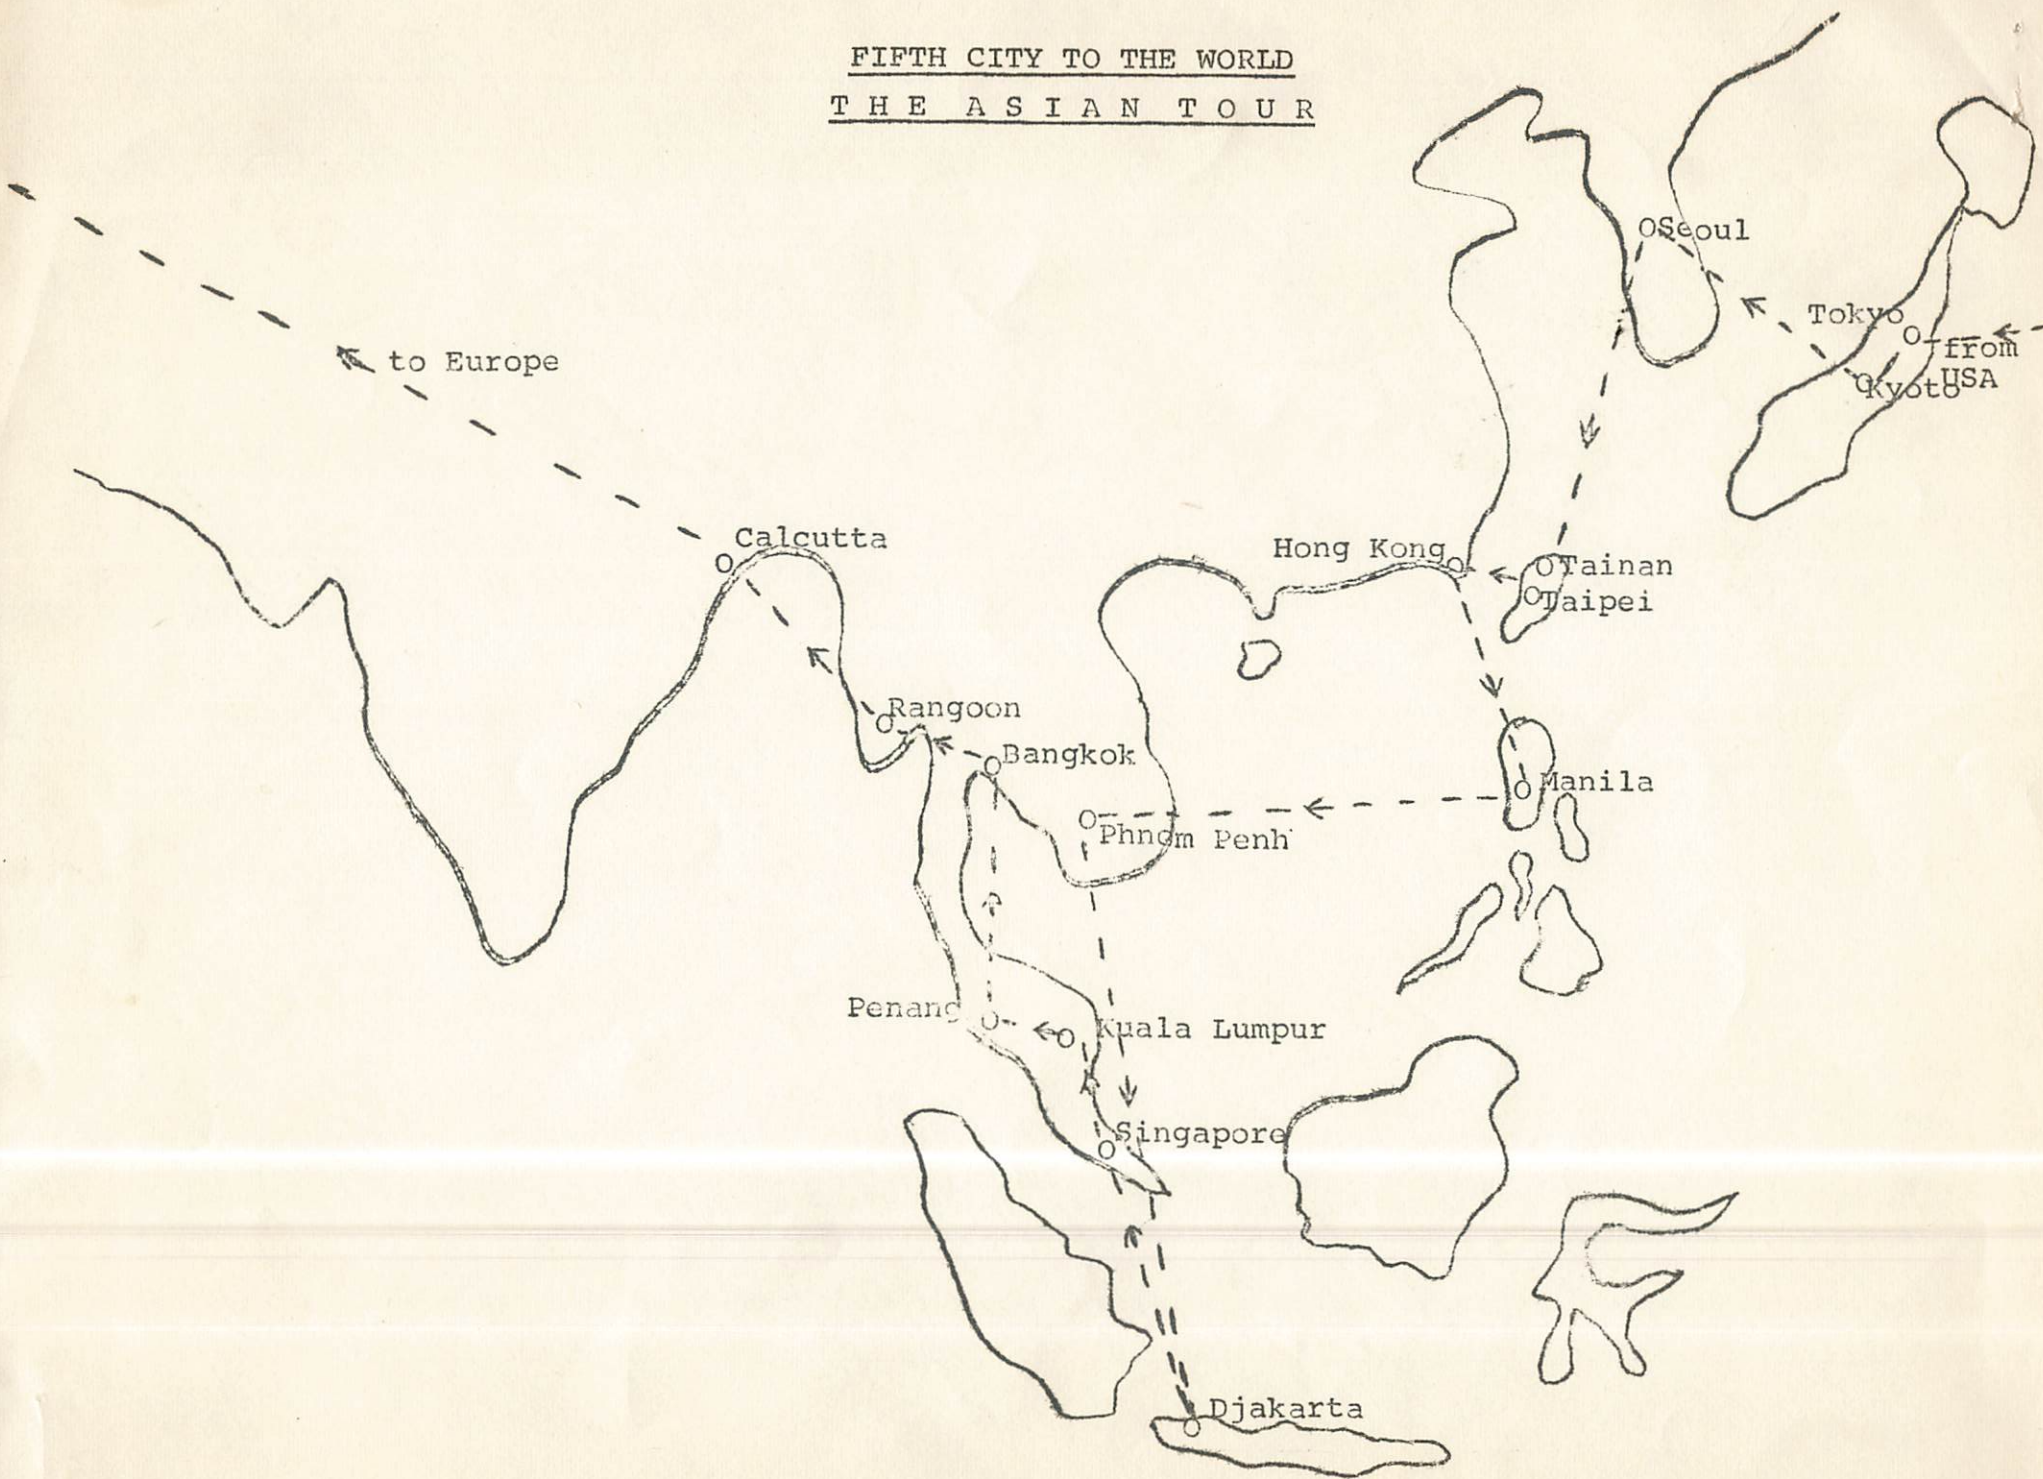 FIFTH CITY TO THE WORLD
THE ASIAN TOUR
Seoul
Tokyo
from
USA
Kyoto
to Europe
Calcutta
Hong Kong
Tainan
Taipei
Rangoon
Bangkok
Manila
Phnom Penh
Penang
Kuala Lumpur
Singapore
Djakarta